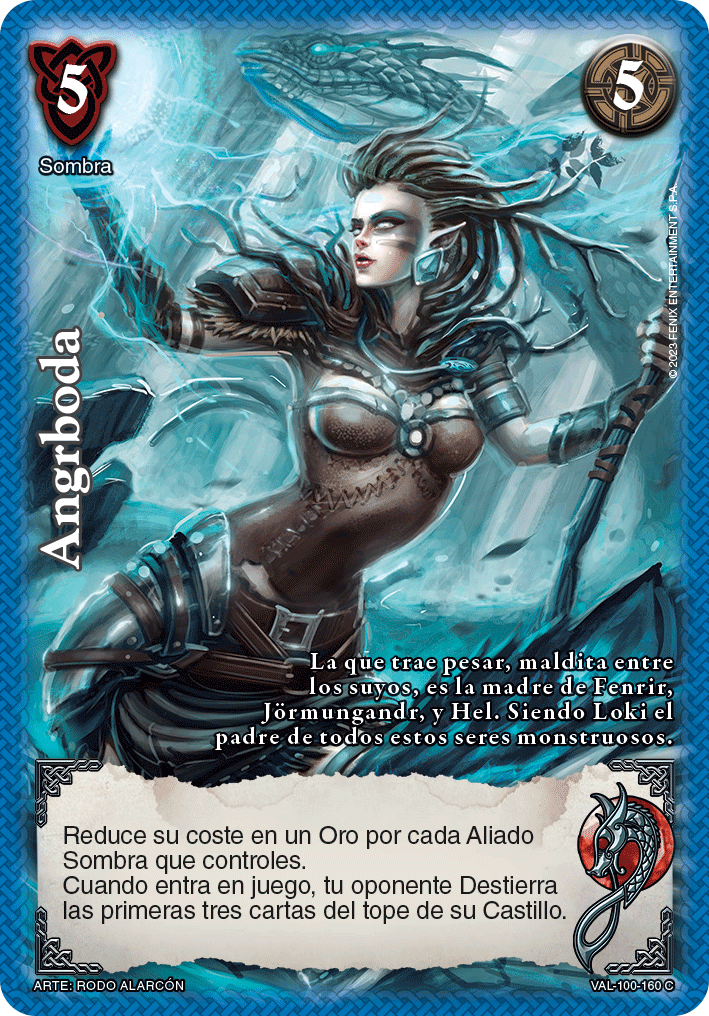 5
5
Sombra
© 2023 FENIX ENTERTAINMENT S.P.A.
Angrboda
La que trae pesar, maldita entre
los suyos, es la madre de Fenrir,
Jörmungandr, y Hel. Siendo Loki el
padre de todos estos seres monstruosos.
Reduce su coste en un Oro por cada Aliado
Sombra que controles.
Cuando entra en juego, tu oponente Destierra
las primeras tres cartas del tope de su Castillo.
ARTE: RODO ALARCÓN
VAL-100-160 C